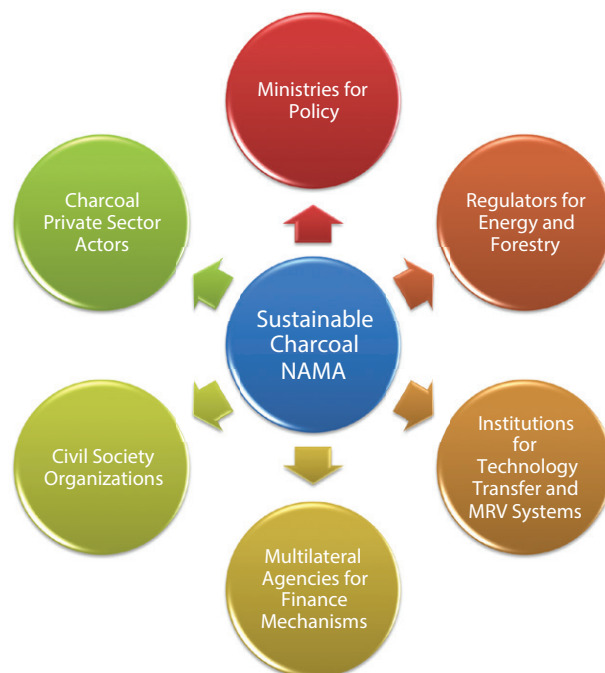 Ministries for
Policy
Charcoal
Private Sector
Actors
Regulators for
Energy and
Forestry
Sustainable
Charcoal
NAMA
Civil Society
Organizations
Institutions
for
Technology
Transfer and
MRV Systems
Multilateral
Agencies for
Finance
Mechanisms